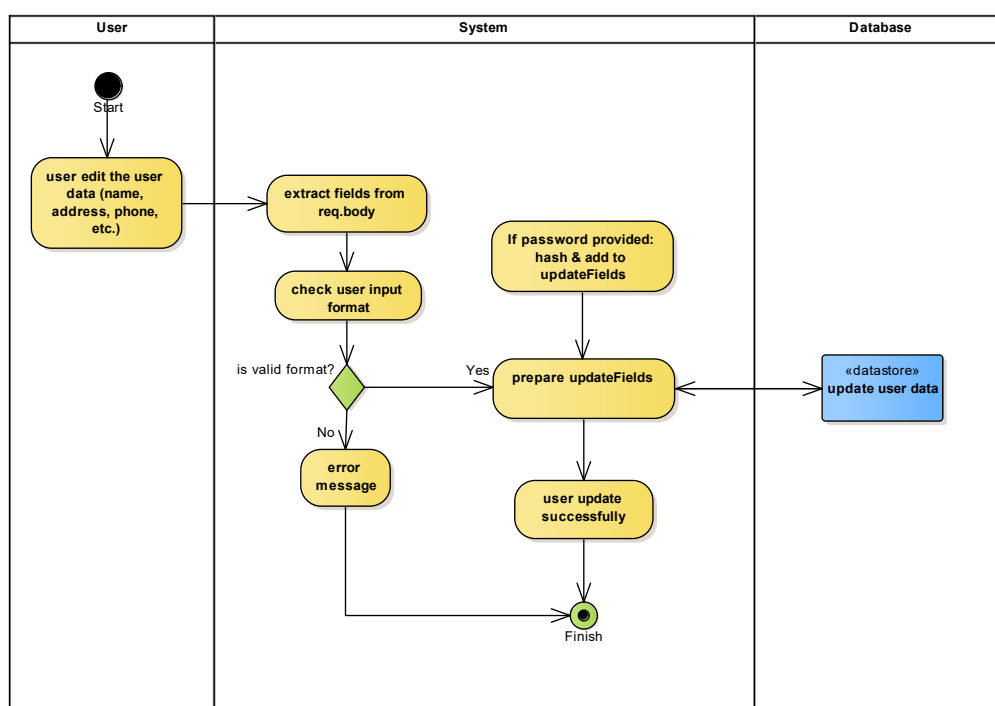 User
System
Database
Start
user edit the user
data (name,
address, phone,
etc.)
extract fields from
req.body
If password provided:
hash & add to
updateFields
check user input
format
is valid format?
Yes
prepare updateFields
«datastore»
update user data
No
error
message
user update
successfully
Finish